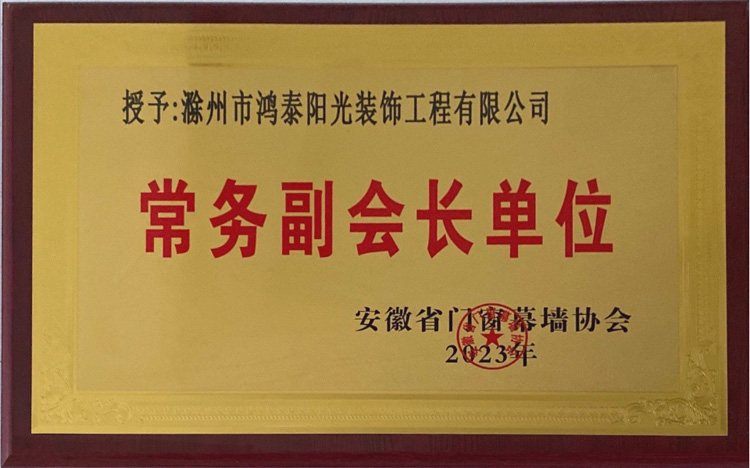 授予:滁州市鸿泰阳光装饰工程有限公司
常务副会长单位
安徽省门窗幕墙协会
2023年